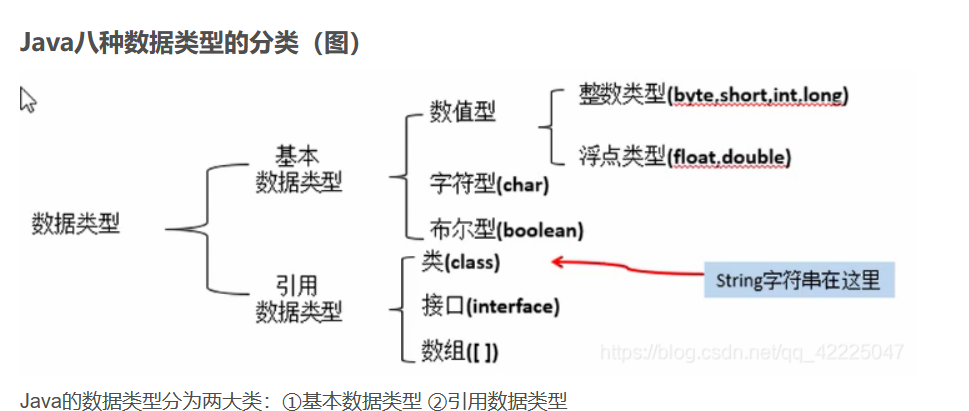 Java八种数据类型的分类（图）
数据类型
基本
数据类型
数值型
整数类型(byte,short,int,long)
浮点类型(float,double)
字符型(char)
布尔型(boolean)
引用
数据类型
类(class)
String字符串在这里
接口(interface)
数组([ ])
https://blog.csdn.net/qq_42225047
Java的数据类型分为两大类：①基本数据类型 ②引用数据类型